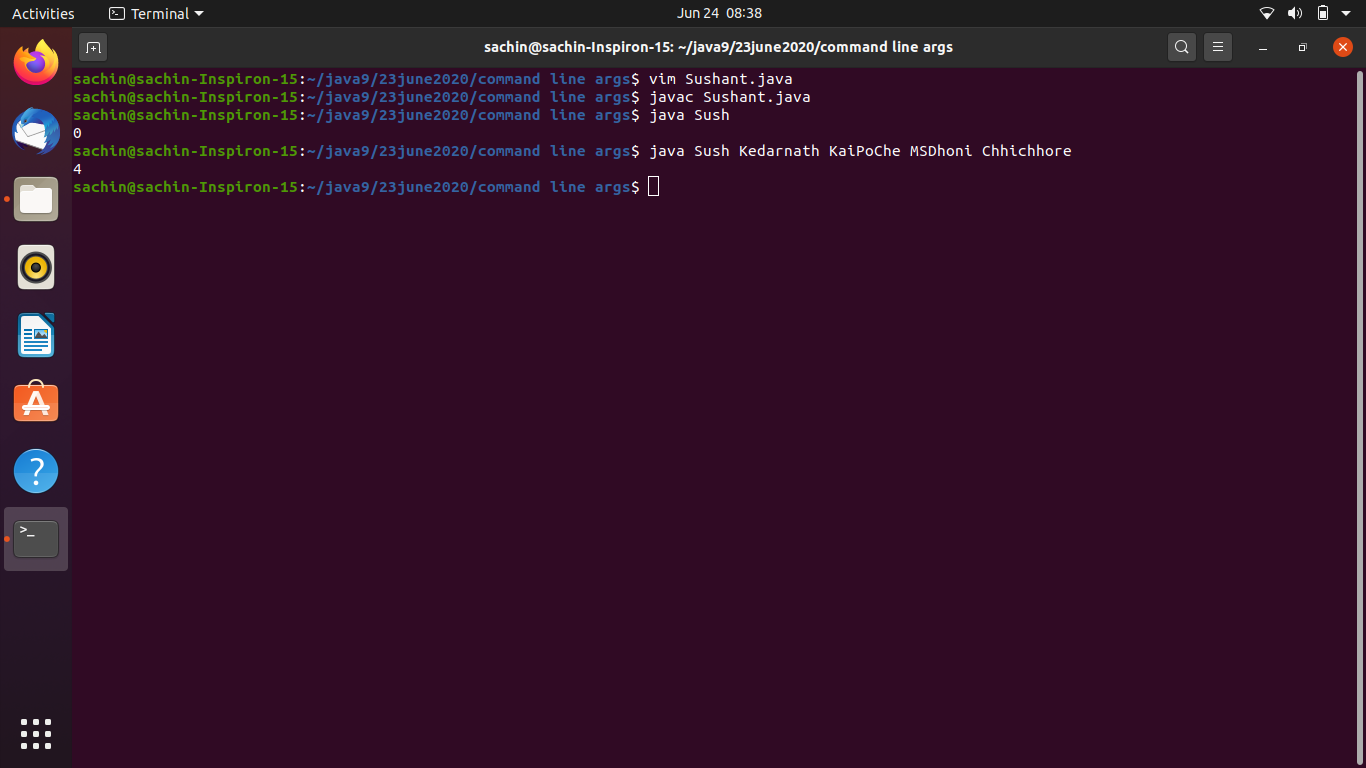 Activities Terminal Jun 24 08:38
sachin@sachin-Inspiron-15: ~/java9/23june2020/command line args
sachin@sachin-Inspiron-15:~/java9/23june2020/command line args$ vim Sushant.java
sachin@sachin-Inspiron-15:~/java9/23june2020/command line args$ javac Sushant.java
sachin@sachin-Inspiron-15:~/java9/23june2020/command line args$ java Sush
0
sachin@sachin-Inspiron-15:~/java9/23june2020/command line args$ java Sush Kedarnath KaiPoChe MSDhoni Chhichhore
4
sachin@sachin-Inspiron-15:~/java9/23june2020/command line args$